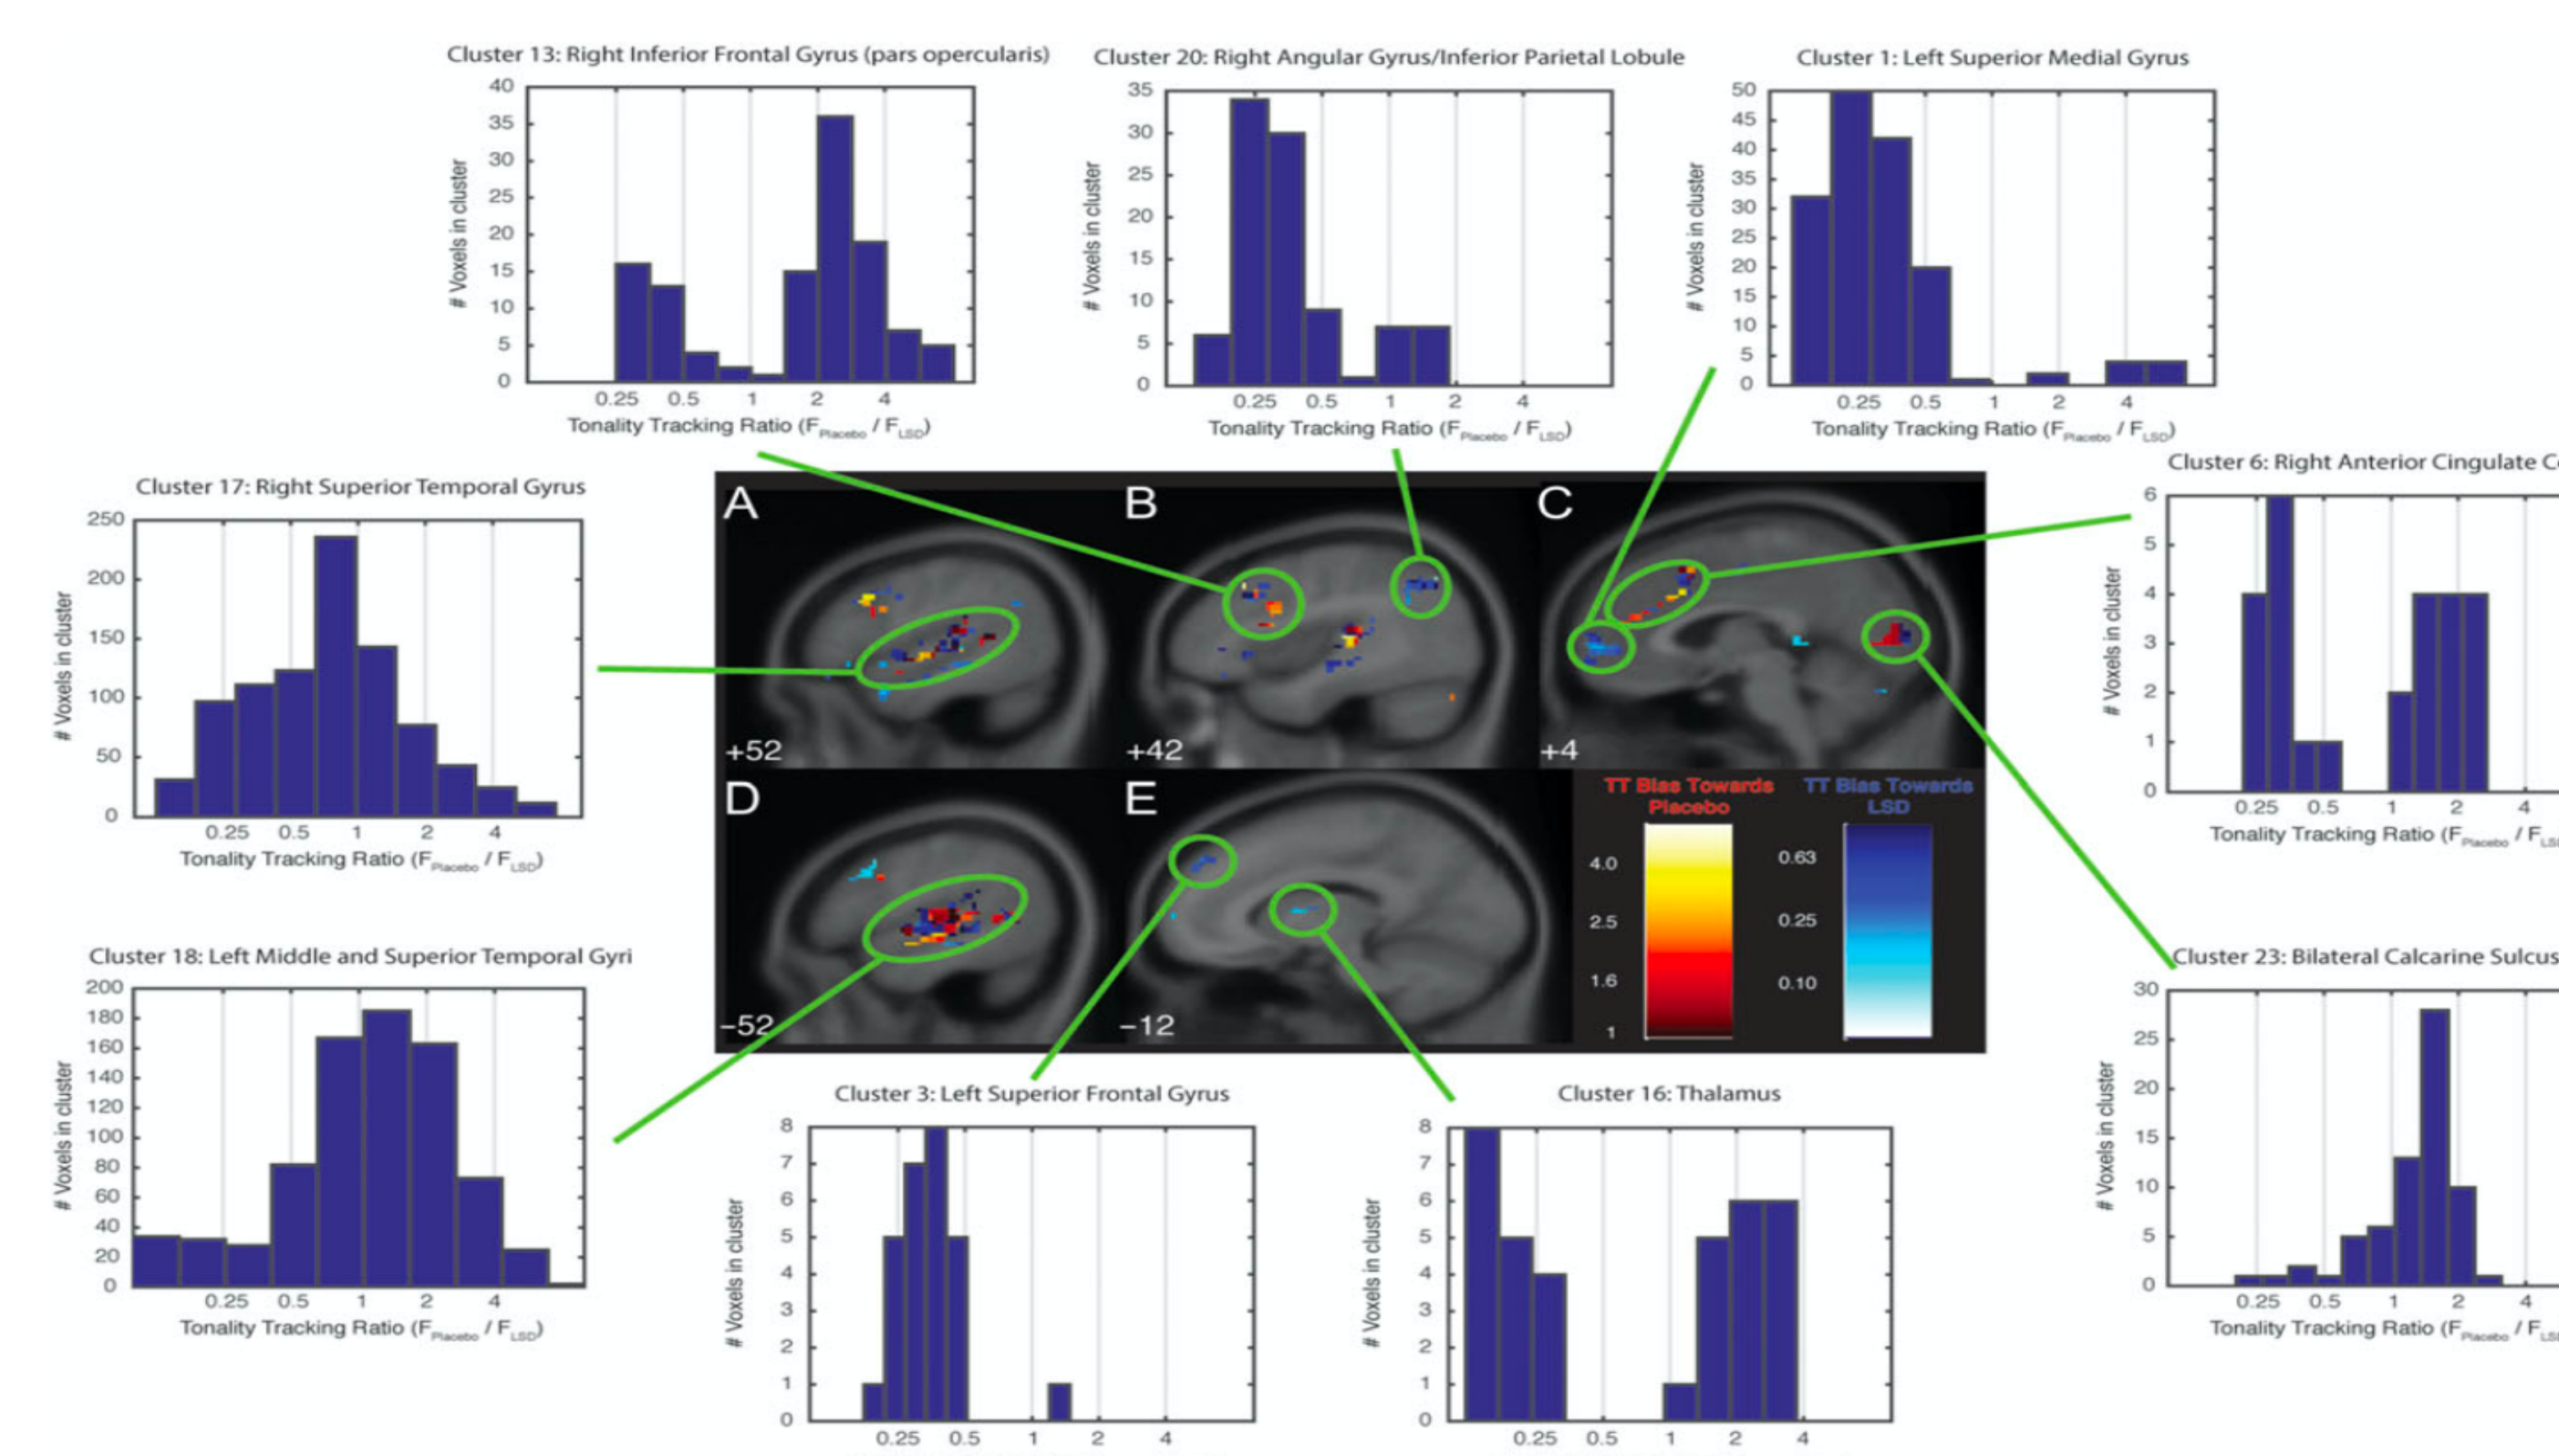 Cluster 13: Right Inferior Frontal Gyrus (pars opercularis)
40
35
30
25
20
15
10
5
0
# Voxels in cluster
0.25 0.5 1 2 4
Tonality Tracking Ratio (F Placebo / F LSD)
Cluster 20: Right Angular Gyrus/Inferior Parietal Lobule
35
30
25
20
15
10
5
0
# Voxels in cluster
0.25 0.5 1 2 4
Tonality Tracking Ratio (F Placebo / F LSD)
Cluster 1: Left Superior Medial Gyrus
50
45
40
35
30
25
20
15
10
5
0
# Voxels in cluster
0.25 0.5 1 2 4
Tonality Tracking Ratio (F Placebo / F LSD)
Cluster 17: Right Superior Temporal Gyrus
250
200
150
100
50
0
# Voxels in cluster
0.25 0.5 1 2 4
Tonality Tracking Ratio (F Placebo / F LSD)
A
+52
B
+42
C
+4
D
−52
E
−12
TT Bias Towards
Placebo
4.0
2.5
1.6
1
TT Bias Towards
LSD
0.63
0.25
0.10
Cluster 6: Right Anterior Cingulate C
6
5
4
3
2
1
0
# Voxels in cluster
0.25 0.5 1 2 4
Tonality Tracking Ratio (F Placebo / F LS
Cluster 18: Left Middle and Superior Temporal Gyri
200
180
160
140
120
100
80
60
40
20
0
# Voxels in cluster
0.25 0.5 1 2 4
Tonality Tracking Ratio (F Placebo / F LSD)
Cluster 3: Left Superior Frontal Gyrus
8
7
6
5
4
3
2
1
0
# Voxels in cluster
0.25 0.5 1 2 4
Cluster 16: Thalamus
8
7
6
5
4
3
2
1
0
# Voxels in cluster
0.25 0.5 1 2 4
Cluster 23: Bilateral Calcarine Sulcus
30
25
20
15
10
5
0
# Voxels in cluster
0.25 0.5 1 2 4
Tonality Tracking Ratio (F Placebo / F LS